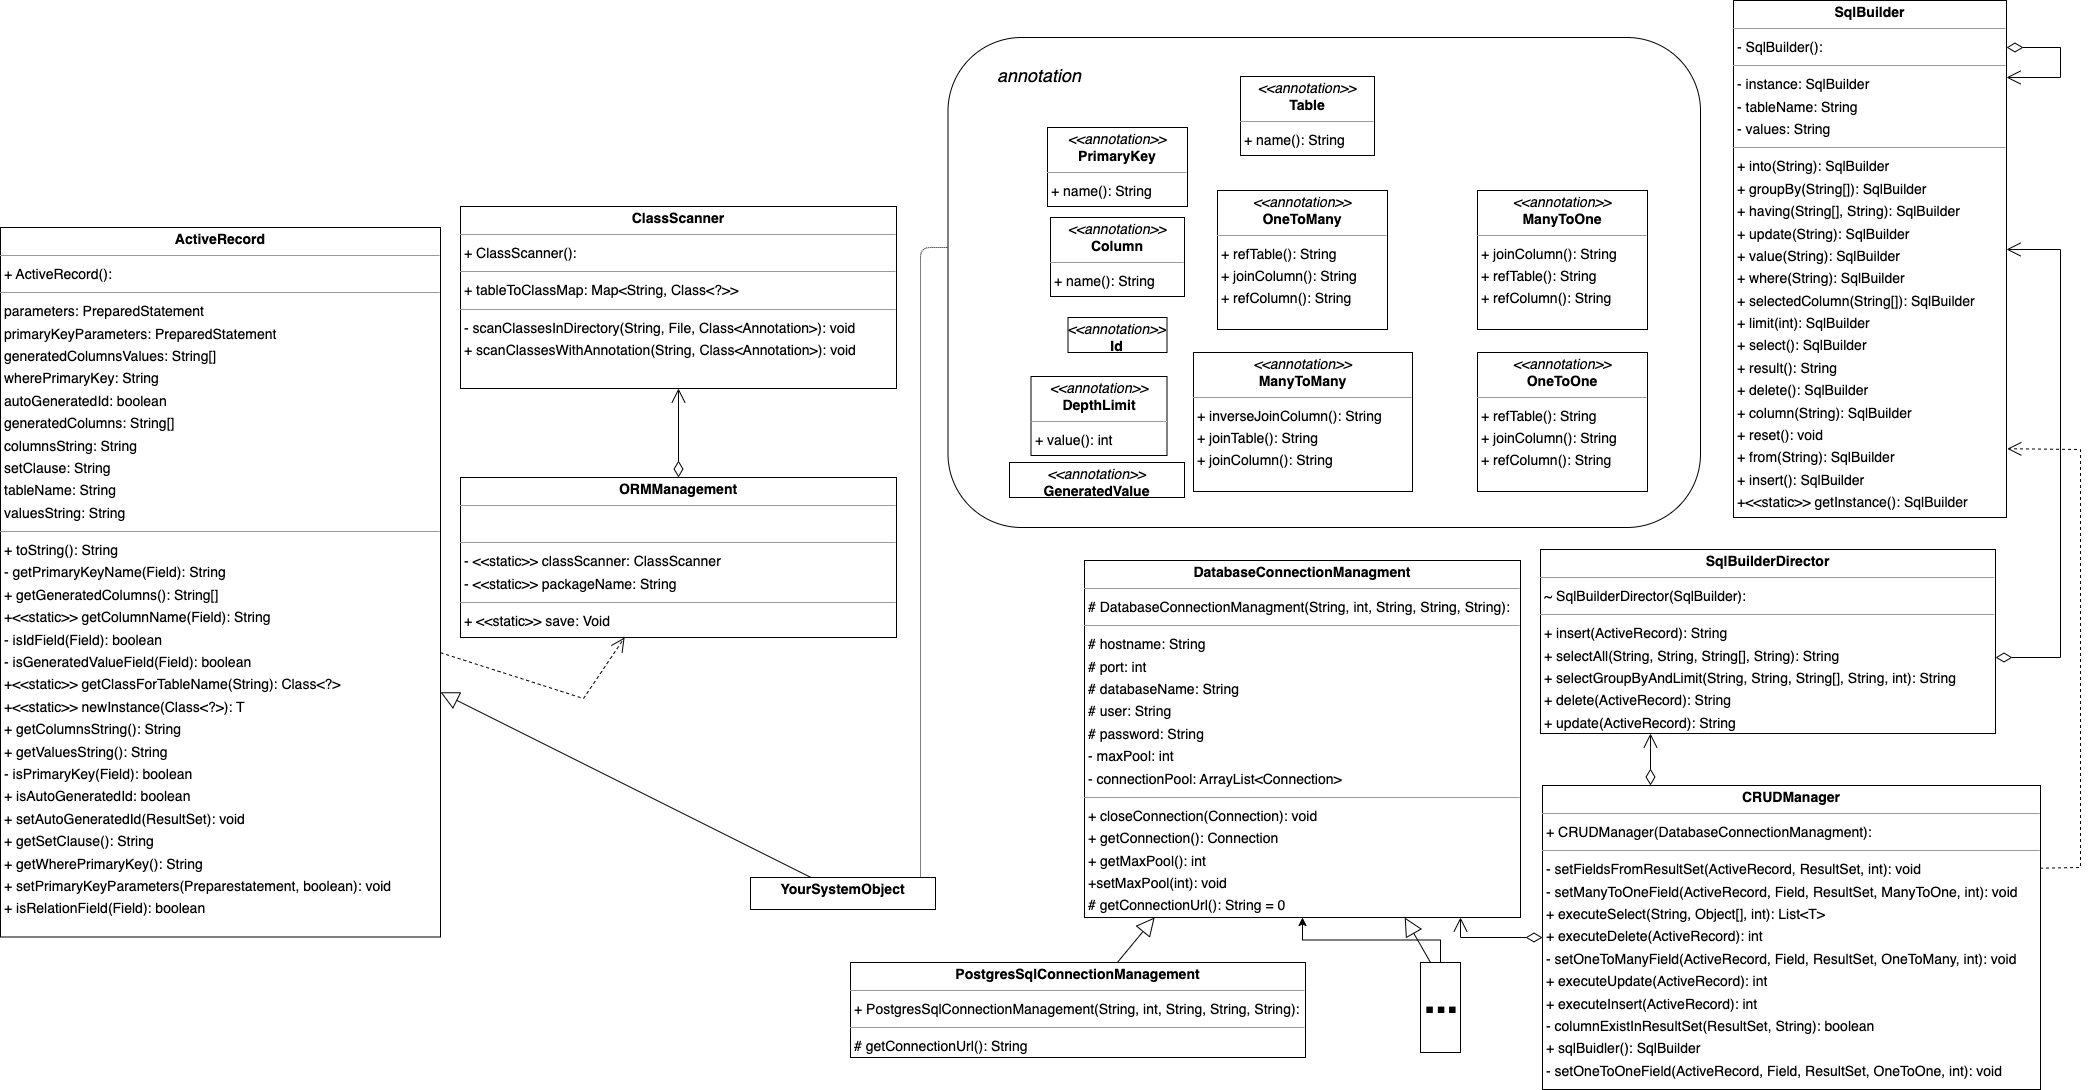 ActiveRecord
+ ActiveRecord():
parameters: PreparedStatement
primaryKeyParameters: PreparedStatement
generatedColumnsValues: String[]
wherePrimaryKey: String
autoGeneratedId: boolean
generatedColumns: String[]
columnsString: String
setClause: String
tableName: String
valuesString: String
+ toString(): String
- getPrimaryKeyName(Field): String
+ getGeneratedColumns(): String[]
+<<static>> getColumnName(Field): String
- isIdField(Field): boolean
- isGeneratedValueField(Field): boolean
+<<static>> getClassForTableName(String): Class<?>
+<<static>> newInstance(Class<?>): T
+ getColumnsString(): String
+ getValuesString(): String
- isPrimaryKey(Field): boolean
+ isAutoGeneratedId: boolean
+ setAutoGeneratedId(ResultSet): void
+ getSetClause(): String
+ getWherePrimaryKey(): String
+ setPrimaryKeyParameters(Preparestatement, boolean): void
+ isRelationField(Field): boolean
ClassScanner
+ ClassScanner():
+ tableToClassMap: Map<String, Class<?>>
- scanClassesInDirectory(String, File, Class<Annotation>): void
+ scanClassesWithAnnotation(String, Class<Annotation>): void
ORMManagement
- <<static>> classScanner: ClassScanner
- <<static>> packageName: String
+ <<static>> save: Void
YourSystemObject
annotation
<<annotation>>
Table
+ name(): String
<<annotation>>
PrimaryKey
+ name(): String
<<annotation>>
Column
+ name(): String
<<annotation>>
Id
<<annotation>>
DepthLimit
+ value(): int
<<annotation>
GeneratedValue
<<annotation>>
OneToMany
+ refTable(): String
+ joinColumn(): String
+ refColumn(): String
<<annotation>>
ManyToOne
+ joinColumn(): String
+ refTable(): String
+ refColumn(): String
<<annotation>>
ManyToMany
+ inverseJoinColumn(): String
+ joinTable(): String
+ joinColumn(): String
<<annotation>>
OneToOne
+ refTable(): String
+ joinColumn(): String
+ refColumn(): String
SqlBuilder
- SqlBuilder():
- instance: SqlBuilder
- tableName: String
- values: String
+ into(String): SqlBuilder
+ groupBy(String[]): SqlBuilder
+ having(String[], String): SqlBuilder
+ update(String): SqlBuilder
+ value(String): SqlBuilder
+ where(String): SqlBuilder
+ selectedColumn(String[]): SqlBuilder
+ limit(int): SqlBuilder
+ select(): SqlBuilder
+ result(): String
+ delete(): SqlBuilder
+ column(String): SqlBuilder
+ reset(): void
+ from(String): SqlBuilder
+ insert(): SqlBuilder
+<<static>> getInstance(): SqlBuilder
DatabaseConnectionManagment
# DatabaseConnectionManagment(String, int, String, String, String):
# hostname: String
# port: int
# databaseName: String
# user: String
# password: String
- maxPool: int
- connectionPool: ArrayList<Connection>
+ closeConnection(Connection): void
+ getConnection(): Connection
+ getMaxPool(): int
+setMaxPool(int): void
# getConnectionUrl(): String = 0
SqlBuilderDirector
~ SqlBuilderDirector(SqlBuilder):
+ insert(ActiveRecord): String
+ selectAll(String, String, String[], String): String
+ selectGroupByAndLimit(String, String, String[], String, int): String
+ delete(ActiveRecord): String
+ update(ActiveRecord): String
CRUDManager
+ CRUDManager(DatabaseConnectionManagment):
- setFieldsFromResultSet(ActiveRecord, ResultSet, int): void
- setManyToOneField(ActiveRecord, Field, ResultSet, ManyToOne, int): void
+ executeSelect(String, Object[], int): List<T>
+ executeDelete(ActiveRecord): int
- setOneToManyField(ActiveRecord, Field, ResultSet, OneToMany, int): void
+ executeUpdate(ActiveRecord): int
+ executeInsert(ActiveRecord): int
- columnExistInResultSet(ResultSet, String): boolean
+ sqlBuidler(): SqlBuilder
- setOneToOneField(ActiveRecord, Field, ResultSet, OneToOne, int): void
PostgresSqlConnectionManagement
+ PostgresSqlConnectionManagement(String, int, String, String, String):
# getConnectionUrl(): String
...